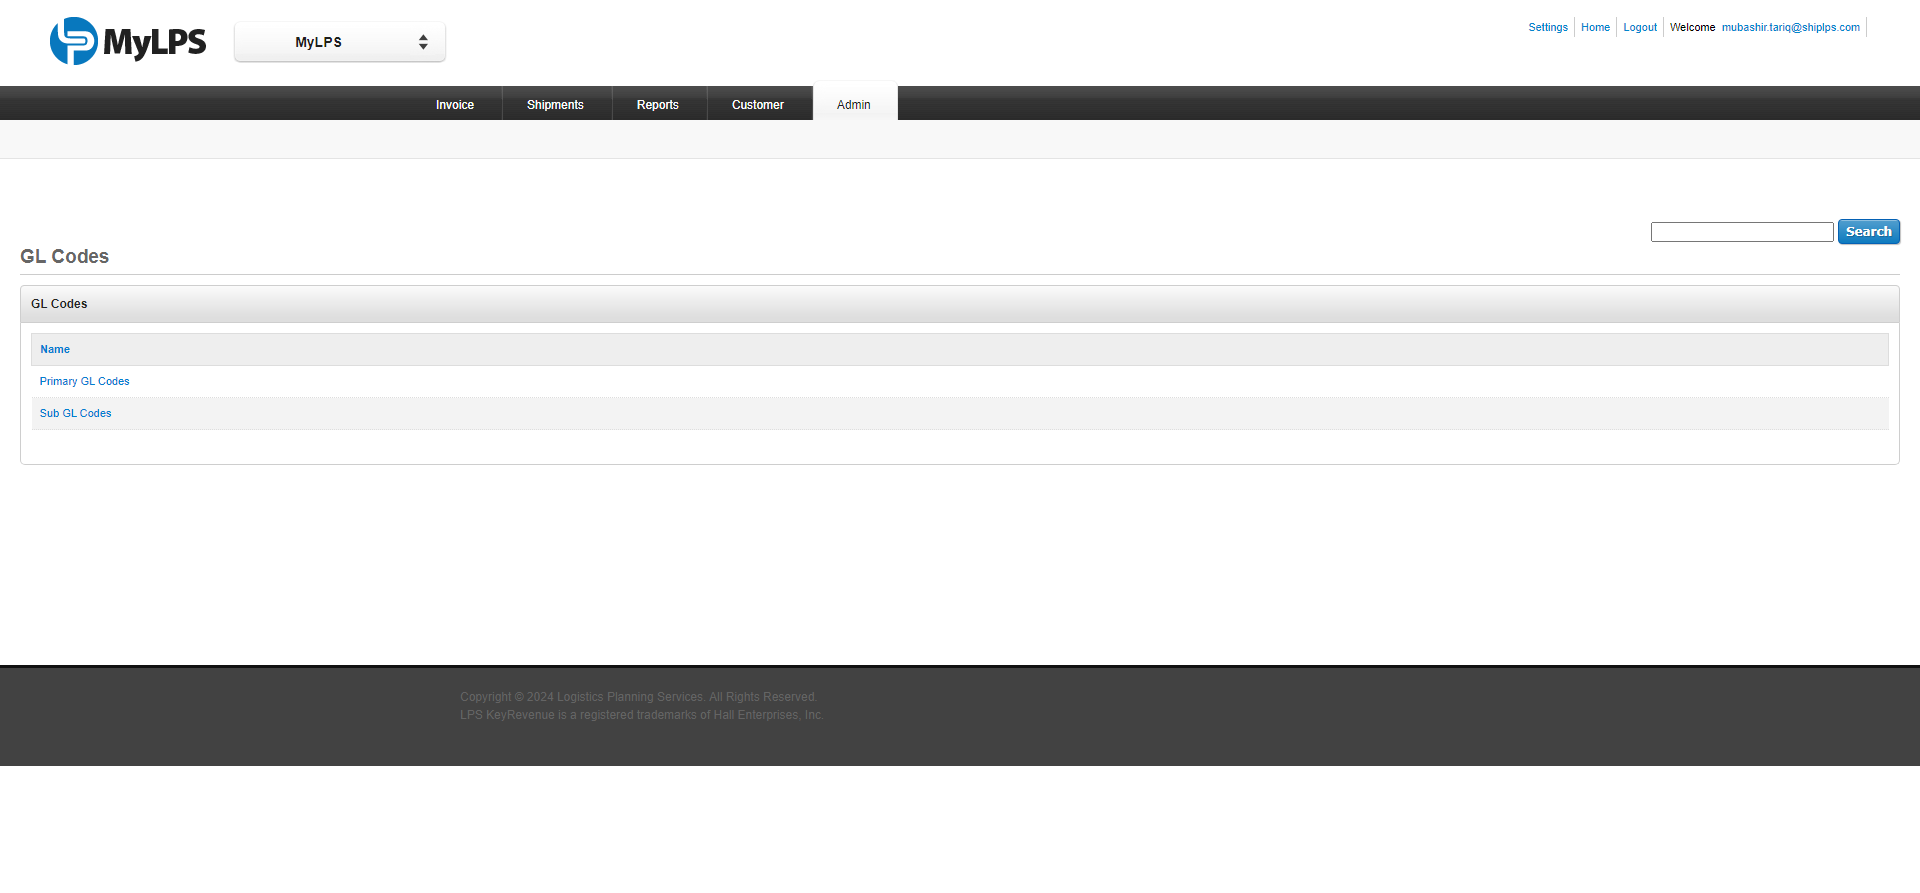 MyLPS
MyLPS
Settings Home Logout Welcome mubashir.tariq@shiplps.com
Invoice Shipments Reports Customer Admin
Search
GL Codes
GL Codes
Name
Primary GL Codes
Sub GL Codes
Copyright © 2024 Logistics Planning Services. All Rights Reserved.
LPS KeyRevenue is a registered trademarks of Hall Enterprises, Inc.